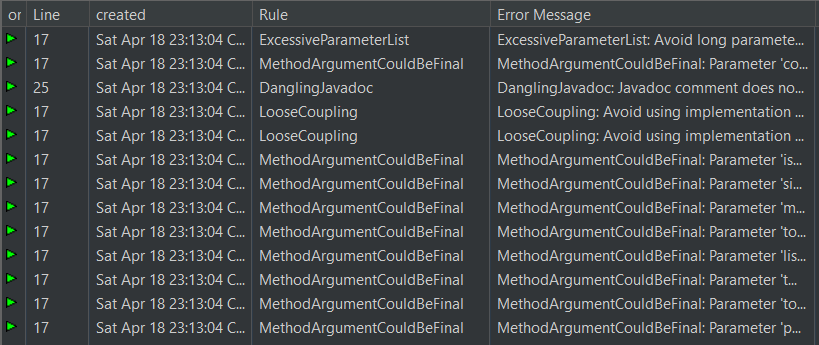 or Line created Rule Error Message
17 Sat Apr 18 23:13:04 C... ExcessiveParameterList ExcessiveParameterList: Avoid long paramete...
17 Sat Apr 18 23:13:04 C... MethodArgumentCouldBeFinal MethodArgumentCouldBeFinal: Parameter 'co...
25 Sat Apr 18 23:13:04 C... DanglingJavadoc DanglingJavadoc: Javadoc comment does no...
17 Sat Apr 18 23:13:04 C... LooseCoupling LooseCoupling: Avoid using implementation ...
17 Sat Apr 18 23:13:04 C... LooseCoupling LooseCoupling: Avoid using implementation ...
17 Sat Apr 18 23:13:04 C... MethodArgumentCouldBeFinal MethodArgumentCouldBeFinal: Parameter 'is...
17 Sat Apr 18 23:13:04 C... MethodArgumentCouldBeFinal MethodArgumentCouldBeFinal: Parameter 'si...
17 Sat Apr 18 23:13:04 C... MethodArgumentCouldBeFinal MethodArgumentCouldBeFinal: Parameter 'm...
17 Sat Apr 18 23:13:04 C... MethodArgumentCouldBeFinal MethodArgumentCouldBeFinal: Parameter 'to...
17 Sat Apr 18 23:13:04 C... MethodArgumentCouldBeFinal MethodArgumentCouldBeFinal: Parameter 'lis...
17 Sat Apr 18 23:13:04 C... MethodArgumentCouldBeFinal MethodArgumentCouldBeFinal: Parameter 't...
17 Sat Apr 18 23:13:04 C... MethodArgumentCouldBeFinal MethodArgumentCouldBeFinal: Parameter 'to...
17 Sat Apr 18 23:13:04 C... MethodArgumentCouldBeFinal MethodArgumentCouldBeFinal: Parameter 'p...